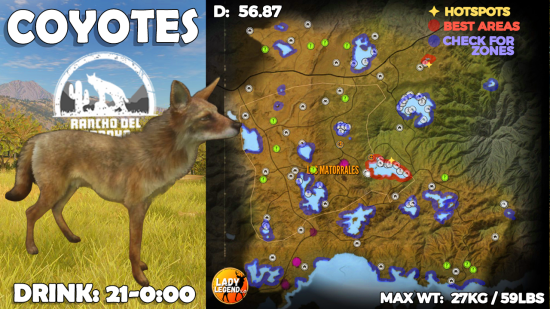 COYOTES
RANCHO DEL
DRINK: 21-0:00
D: 56.87
HOTSPOTS
BEST AREAS
CHECK FOR
ZONES
MATORRALES
LADY
LEGEND
MAX WT: 27KG / 59LBS